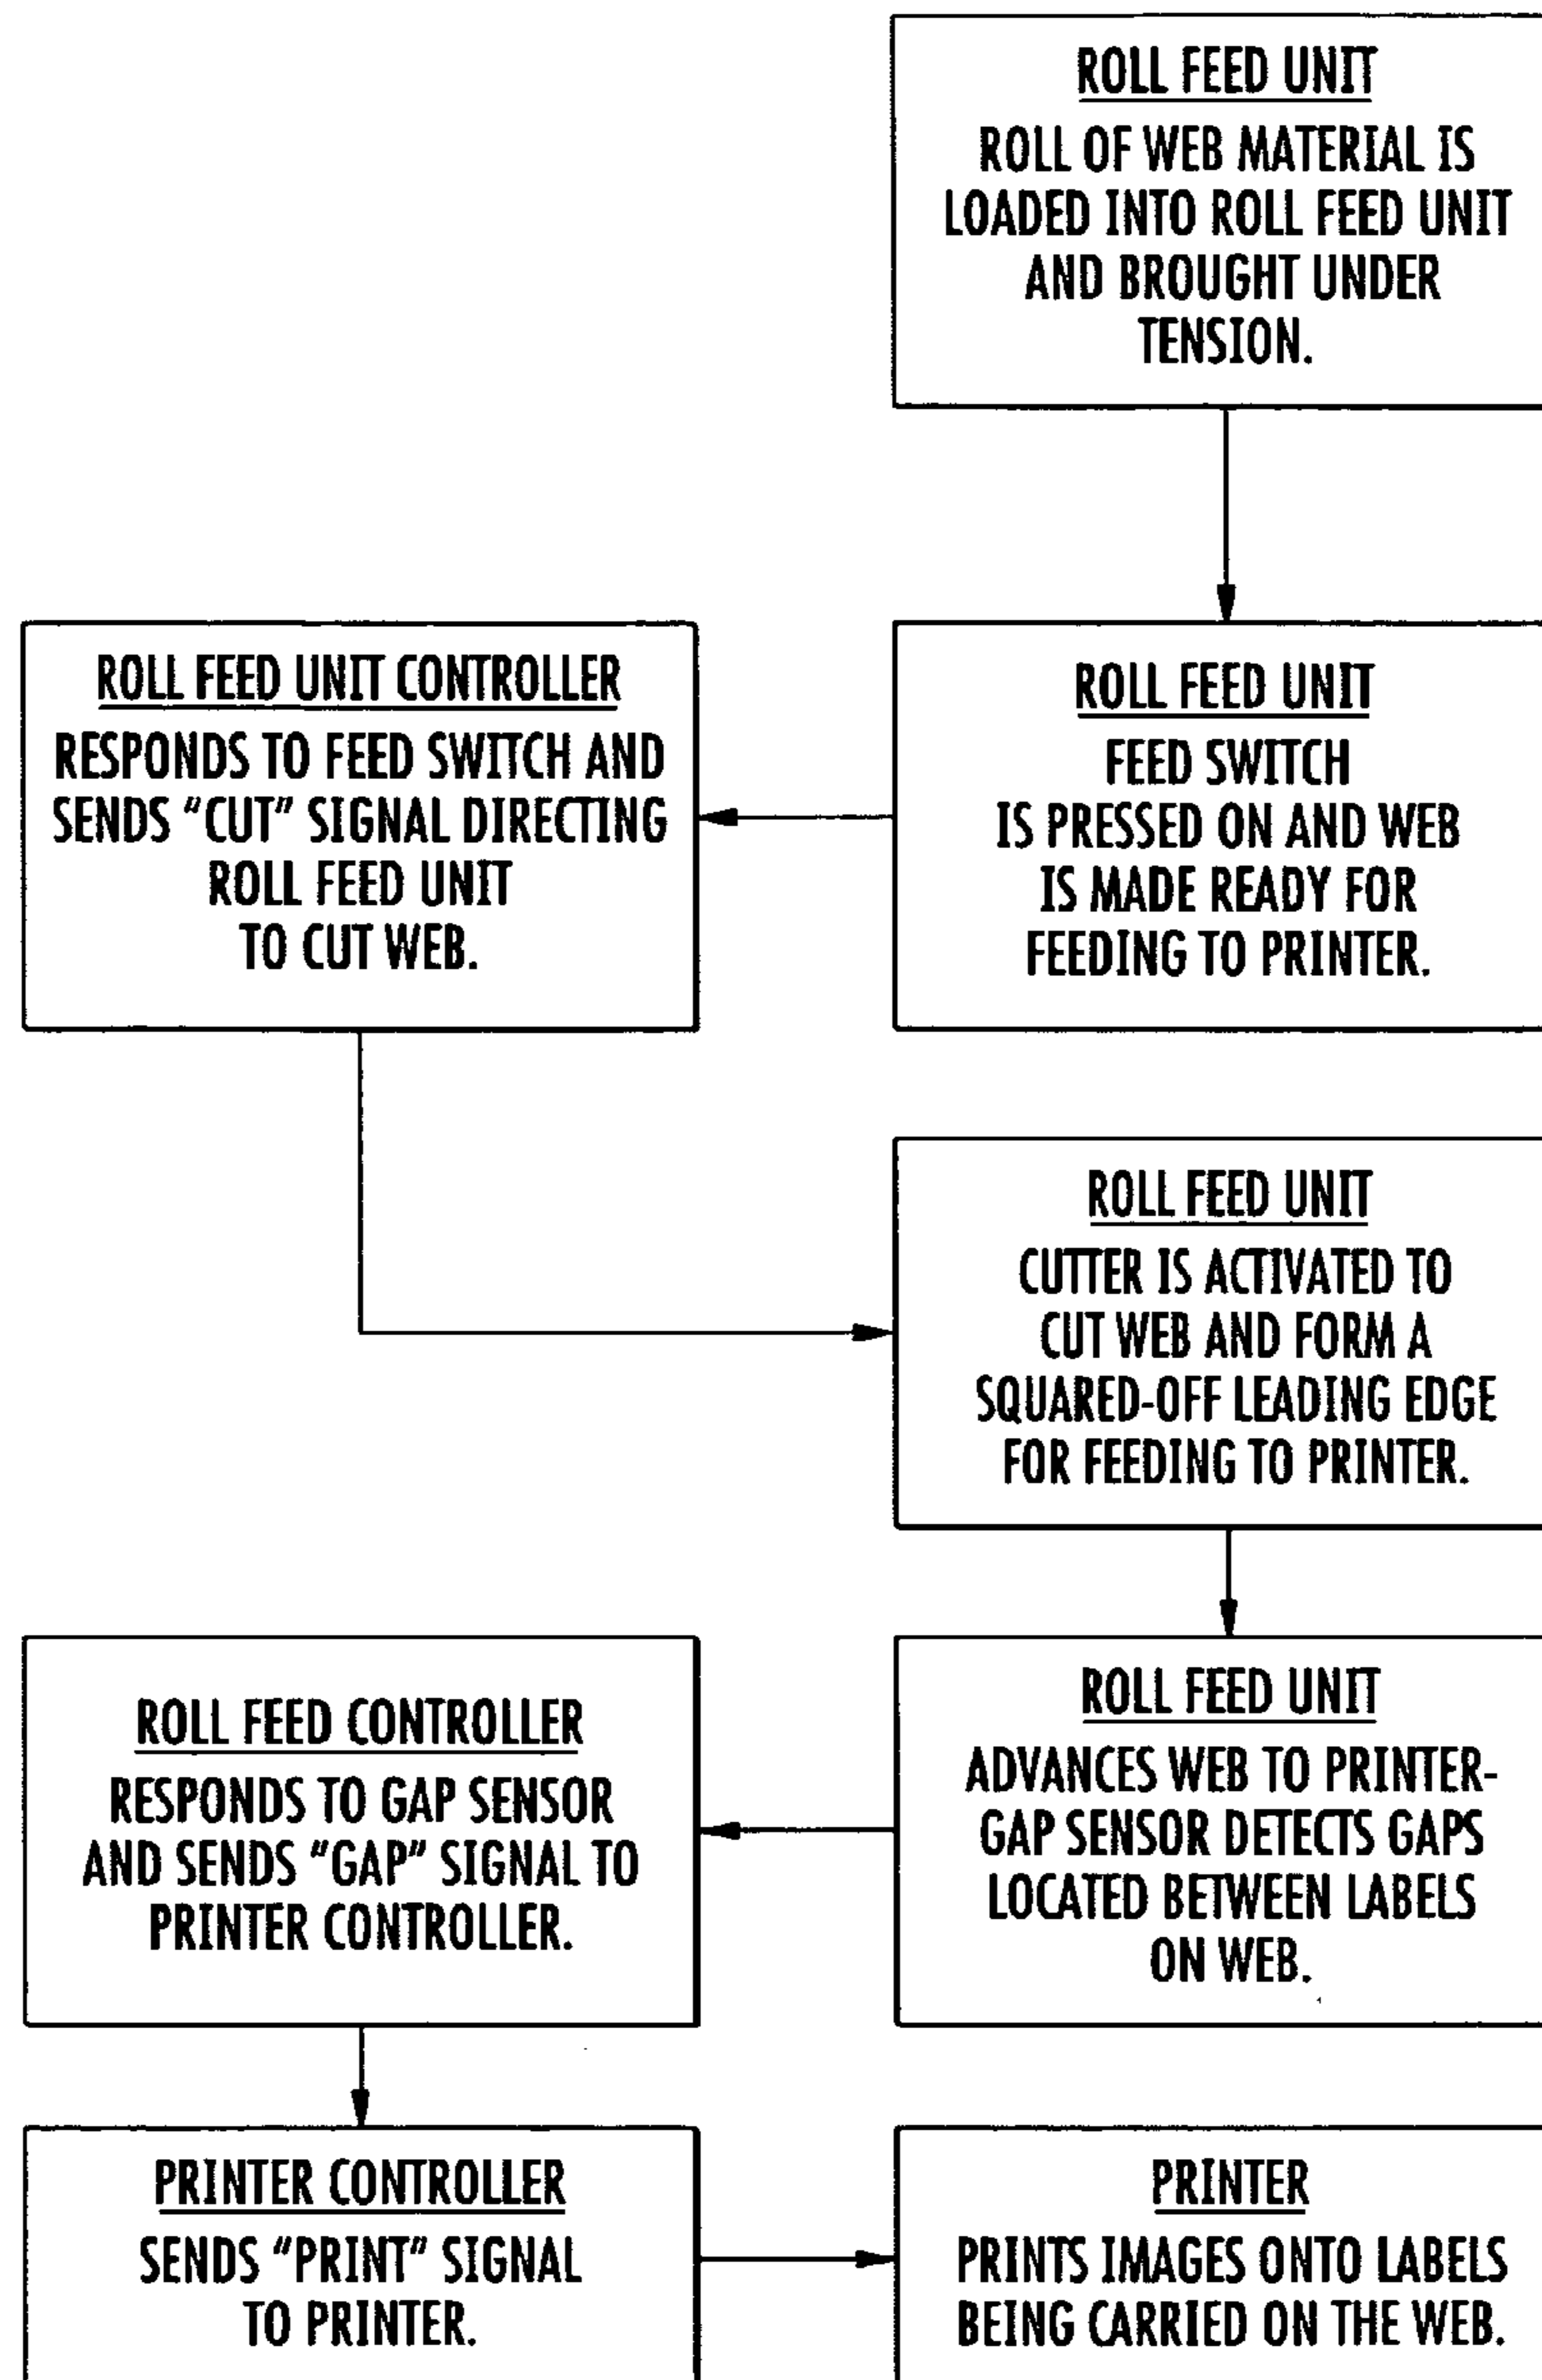 ROLL FEED UNIT
ROLL OF WEB MATERIAL IS
LOADED INTO ROLL FEED UNIT
AND BROUGHT UNDER
TENSION.
ROLL FEED UNIT
FEED SWITCH
IS PRESSED ON AND WEB
IS MADE READY FOR
FEEDING TO PRINTER.
ROLL FEED UNIT CONTROLLER
RESPONDS TO FEED SWITCH AND
SENDS "CUT" SIGNAL DIRECTING
ROLL FEED UNIT
TO CUT WEB.
ROLL FEED UNIT
CUTTER IS ACTIVATED TO
CUT WEB AND FORM A
SQUARED-OFF LEADING EDGE
FOR FEEDING TO PRINTER.
ROLL FEED UNIT
ADVANCES WEB TO PRINTER-
GAP SENSOR DETECTS GAPS
LOCATED BETWEEN LABELS
ON WEB.
ROLL FEED CONTROLLER
RESPONDS TO GAP SENSOR
AND SENDS "GAP" SIGNAL TO
PRINTER CONTROLLER.
PRINTER CONTROLLER
SENDS "PRINT" SIGNAL
TO PRINTER.
PRINTER
PRINTS IMAGES ONTO LABELS
BEING CARRIED ON THE WEB.